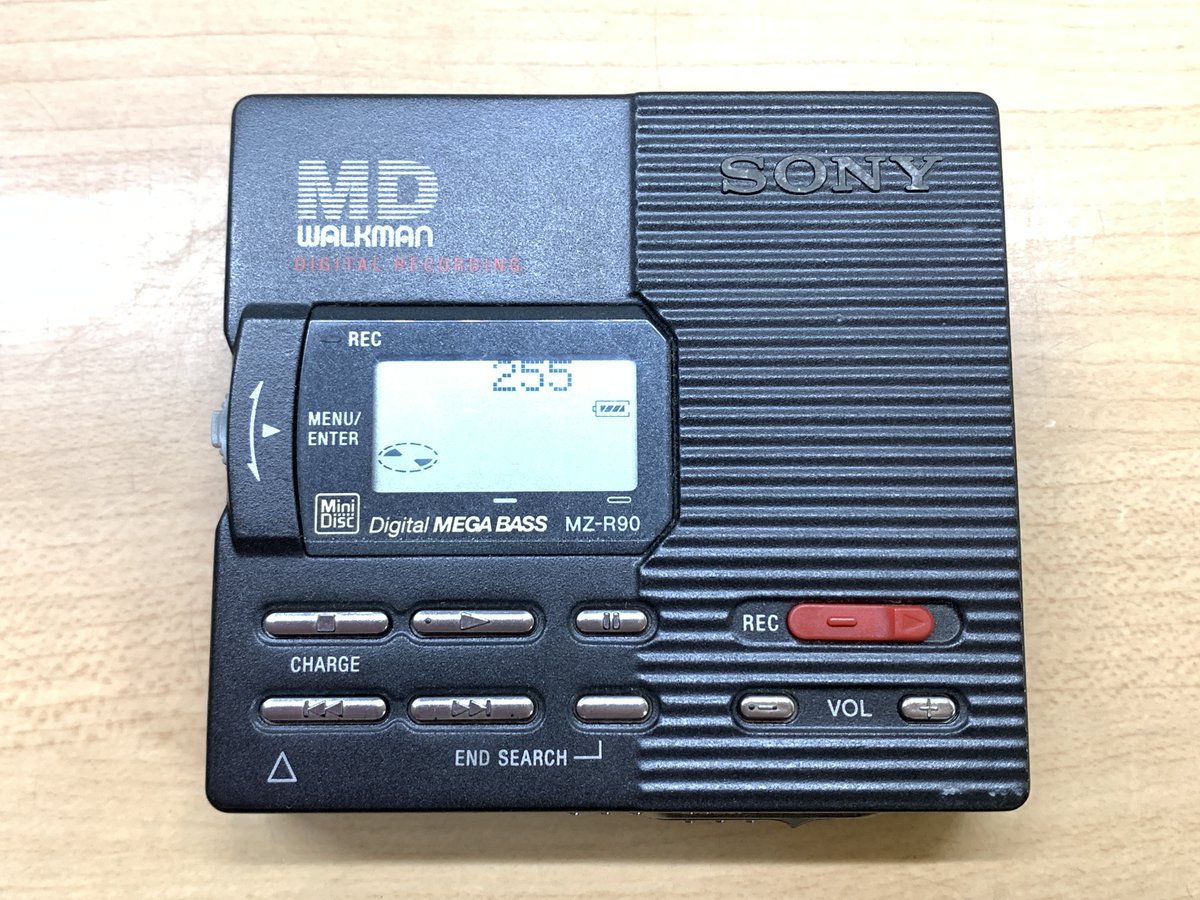 SONY
MD
WALKMAN
DIGITAL RECORDING
REC
255
MENU/
ENTER
Mini
Disc
Digital MEGA BASS MZ-R90
REC
CHARGE
VOL
END SEARCH